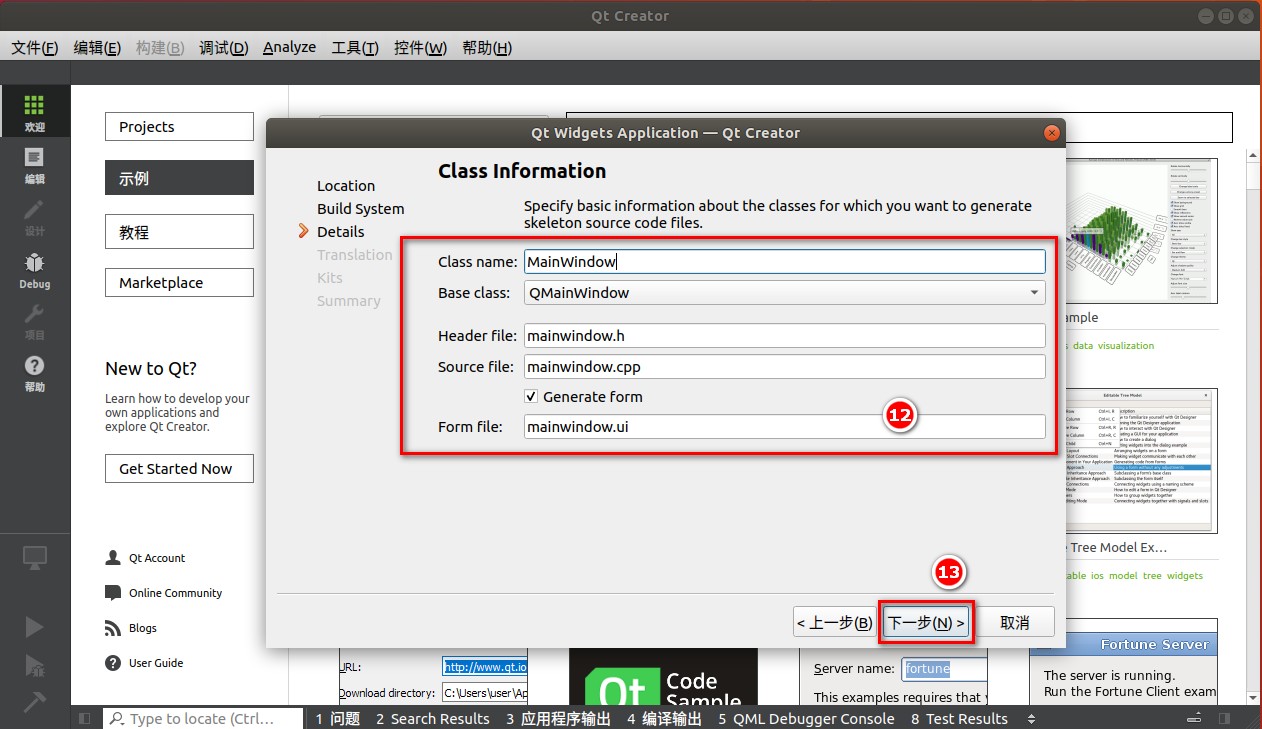 Qt Creator
文件(F) 编辑(E) 构建(B) 调试(D) Analyze 工具(T) 控件(W) 帮助(H)
欢迎
编辑
设计
Debug
项目
帮助
Projects
示例
教程
Marketplace
New to Qt?
Learn how to develop your
own applications and
explore Qt Creator.
Get Started Now
Qt Account
Online Community
Blogs
User Guide
Qt Widgets Application — Qt Creator
Location
Build System
Details
Translation
Kits
Summary
Class Information
Specify basic information about the classes for which you want to generate
skeleton source code files.
Class name: MainWindow
Base class: QMainWindow
Header file: mainwindow.h
Source file: mainwindow.cpp
Generate form
Form file: mainwindow.ui
12
13
< 上一步(B) 下一步(N) > 取消
ample
data visualization
Editable Tree Model
Tree Model Ex...
able ios model tree widgets
URL: http://www.qt.io
Download directory: C:\Users\user\Ap
Qt Code
Sample
Server name: fortune
This examples requires that
Fortune Server
The server is running.
Run the Fortune Client exam
Type to locate (Ctrl... 1 问题 2 Search Results 3 应用程序输出 4 编译输出 5 QML Debugger Console 8 Test Results